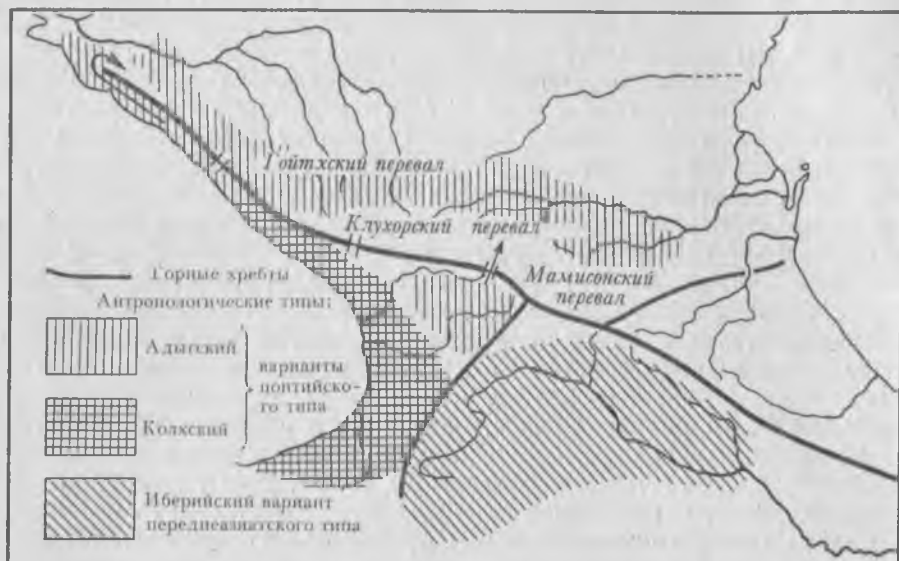 Гойтхский перевал
Клухорский перевал
Мамисонский
перевал
Горные хребты
Антропологические типы:
Адыгский
варианты
понтийско-
го типа
Колхский
Иберийский вариант
переднеазиатского типа